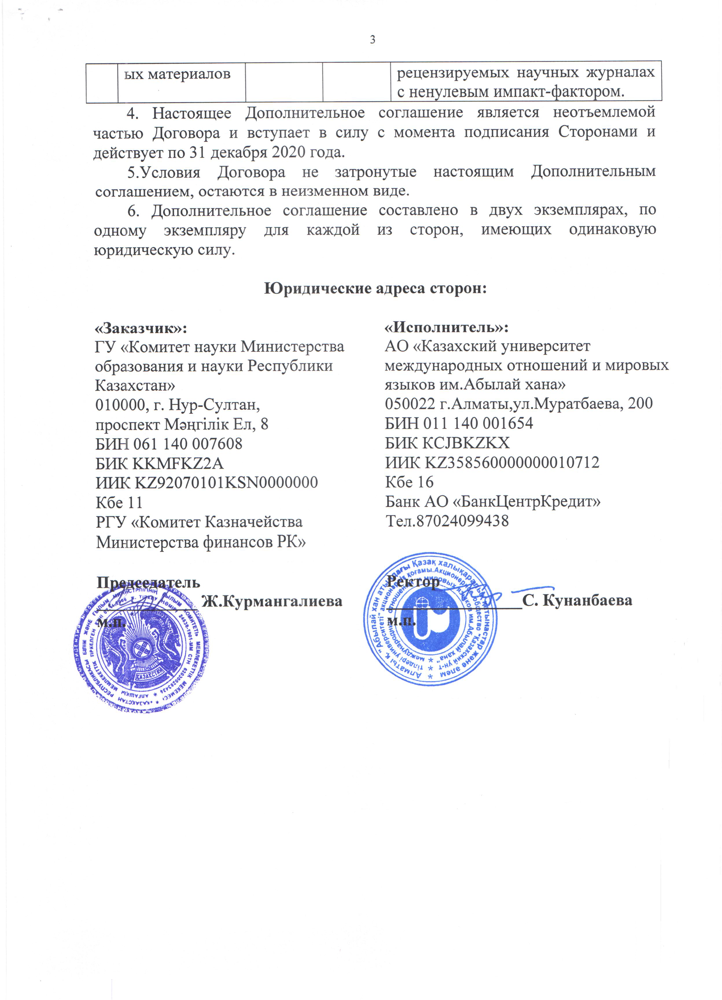 3
ых материалов
рецензируемых научных журналах
с ненулевым импакт-фактором.
4. Настоящее Дополнительное соглашение является неотъемлемой
частью Договора и вступает в силу с момента подписания Сторонами и
действует по 31 декабря 2020 года.
5.Условия Договора не затронутые настоящим Дополнительным
соглашением, остаются в неизменном виде.
6. Дополнительное соглашение составлено в двух экземплярах, по
одному экземпляру для каждой из сторон, имеющих одинаковую
юридическую силу.
Юридические адреса сторон:
«Заказчик»:
ГУ «Комитет науки Министерства
образования и науки Республики
Казахстан»
010000, г. Нур-Султан,
проспект Мәңгілік Ел, 8
БИН 061 140 007608
БИК KKMFKZ2A
ИИК KZ92070101KSN0000000
Кбе 11
РГУ «Комитет Казначейства
Министерства финансов РК»
Председатель
Ж.Курмангалиева
м.п.
«Исполнитель»:
АО «Казахский университет
международных отношений и мировых
языков им.Абылай хана»
050022 г.Алматы,ул.Муратбаева, 200
БИН 011 140 001654
БИК KCJBKZKX
ИИК KZ358560000000010712
Кбе 16
Банк АО «БанкЦентрКредит»
Тел.87024099438
Ректор
С. Кунанбаева
м.п.
ҚАЗАҚСТАН